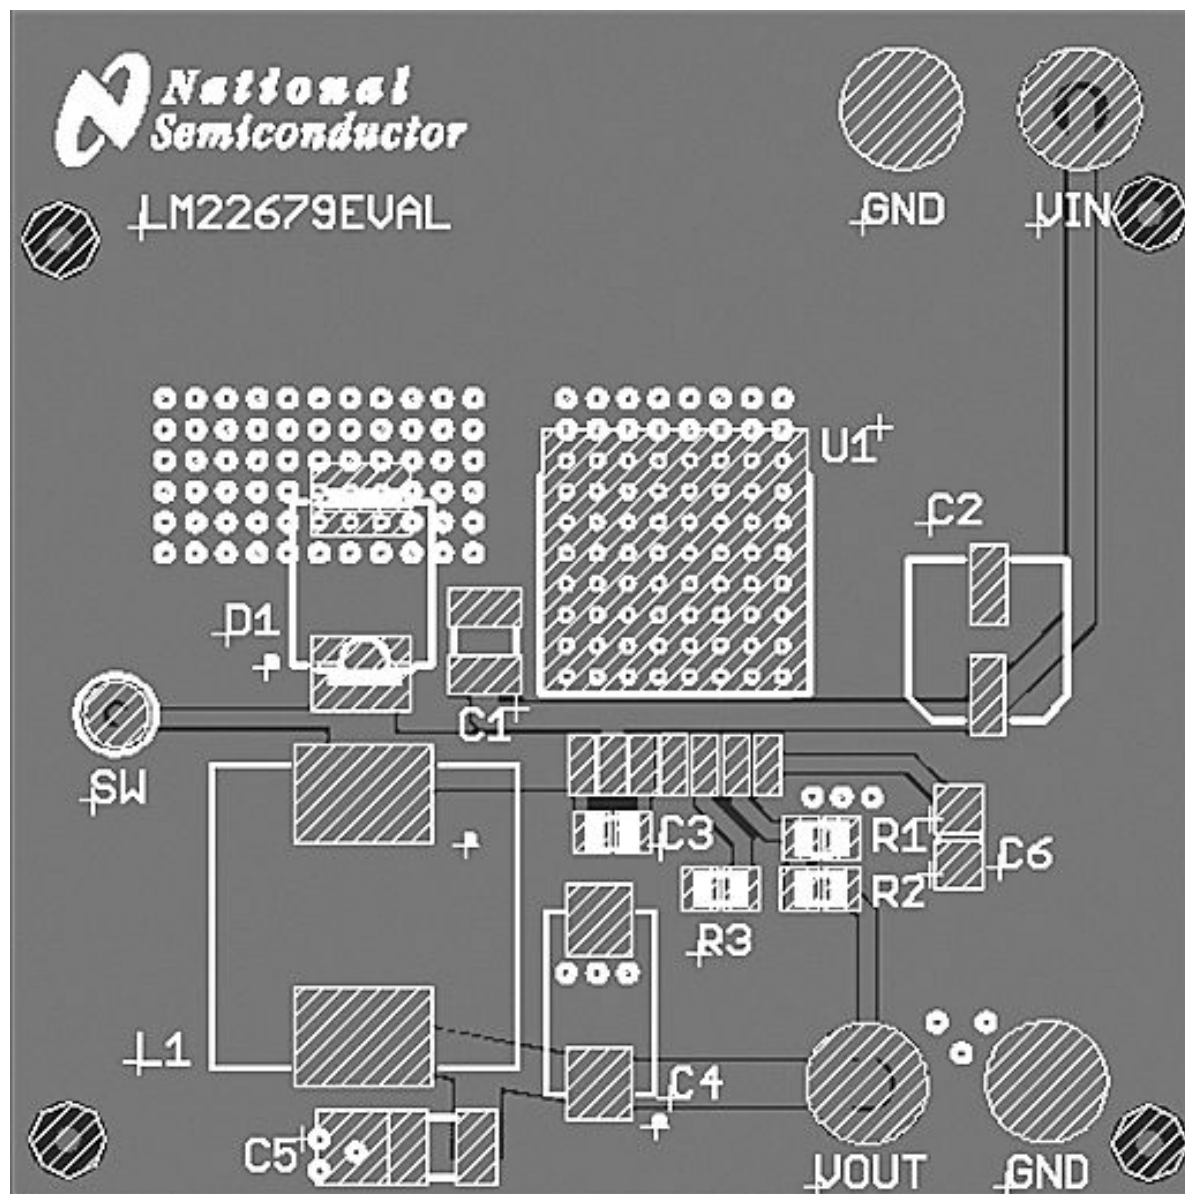 National
Semiconductor
LM22679EVAL
GND
VIN
U1
C2
D1
C1
SW
C3
R1
C6
R2
R3
L1
C4
C5
VOUT
GND